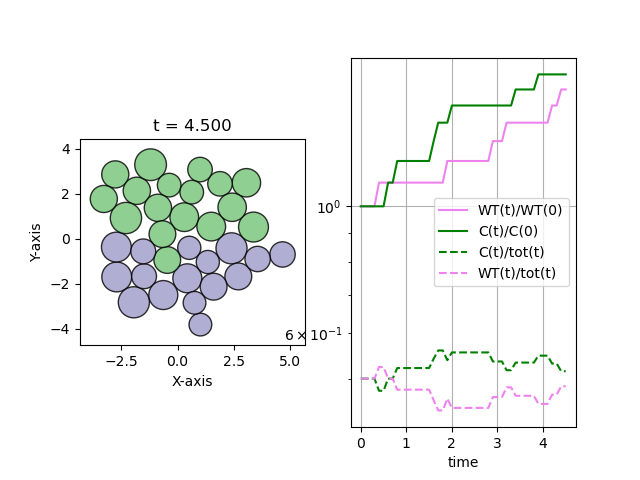 t = 4.500
Y-axis
4
2
0
−2
−4
−2.5
0.0
2.5
5.0
X-axis
10⁰
6 × 10⁻¹
WT(t)/WT(0)
C(t)/C(0)
C(t)/tot(t)
WT(t)/tot(t)
0
1
2
3
4
time